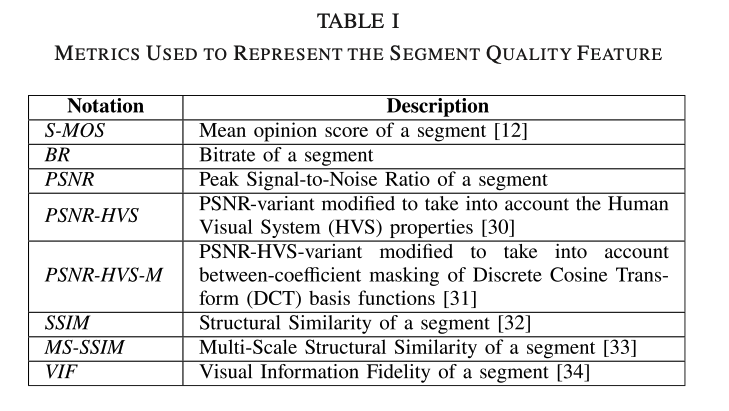 TABLE I
METRICS USED TO REPRESENT THE SEGMENT QUALITY FEATURE
Notation Description
S-MOS Mean opinion score of a segment [12]
BR Bitrate of a segment
PSNR Peak Signal-to-Noise Ratio of a segment
PSNR-HVS PSNR-variant modified to take into account the Human
Visual System (HVS) properties [30]
PSNR-HVS-M PSNR-HVS-variant modified to take into account
between-coefficient masking of Discrete Cosine Trans-
form (DCT) basis functions [31]
SSIM Structural Similarity of a segment [32]
MS-SSIM Multi-Scale Structural Similarity of a segment [33]
VIF Visual Information Fidelity of a segment [34]